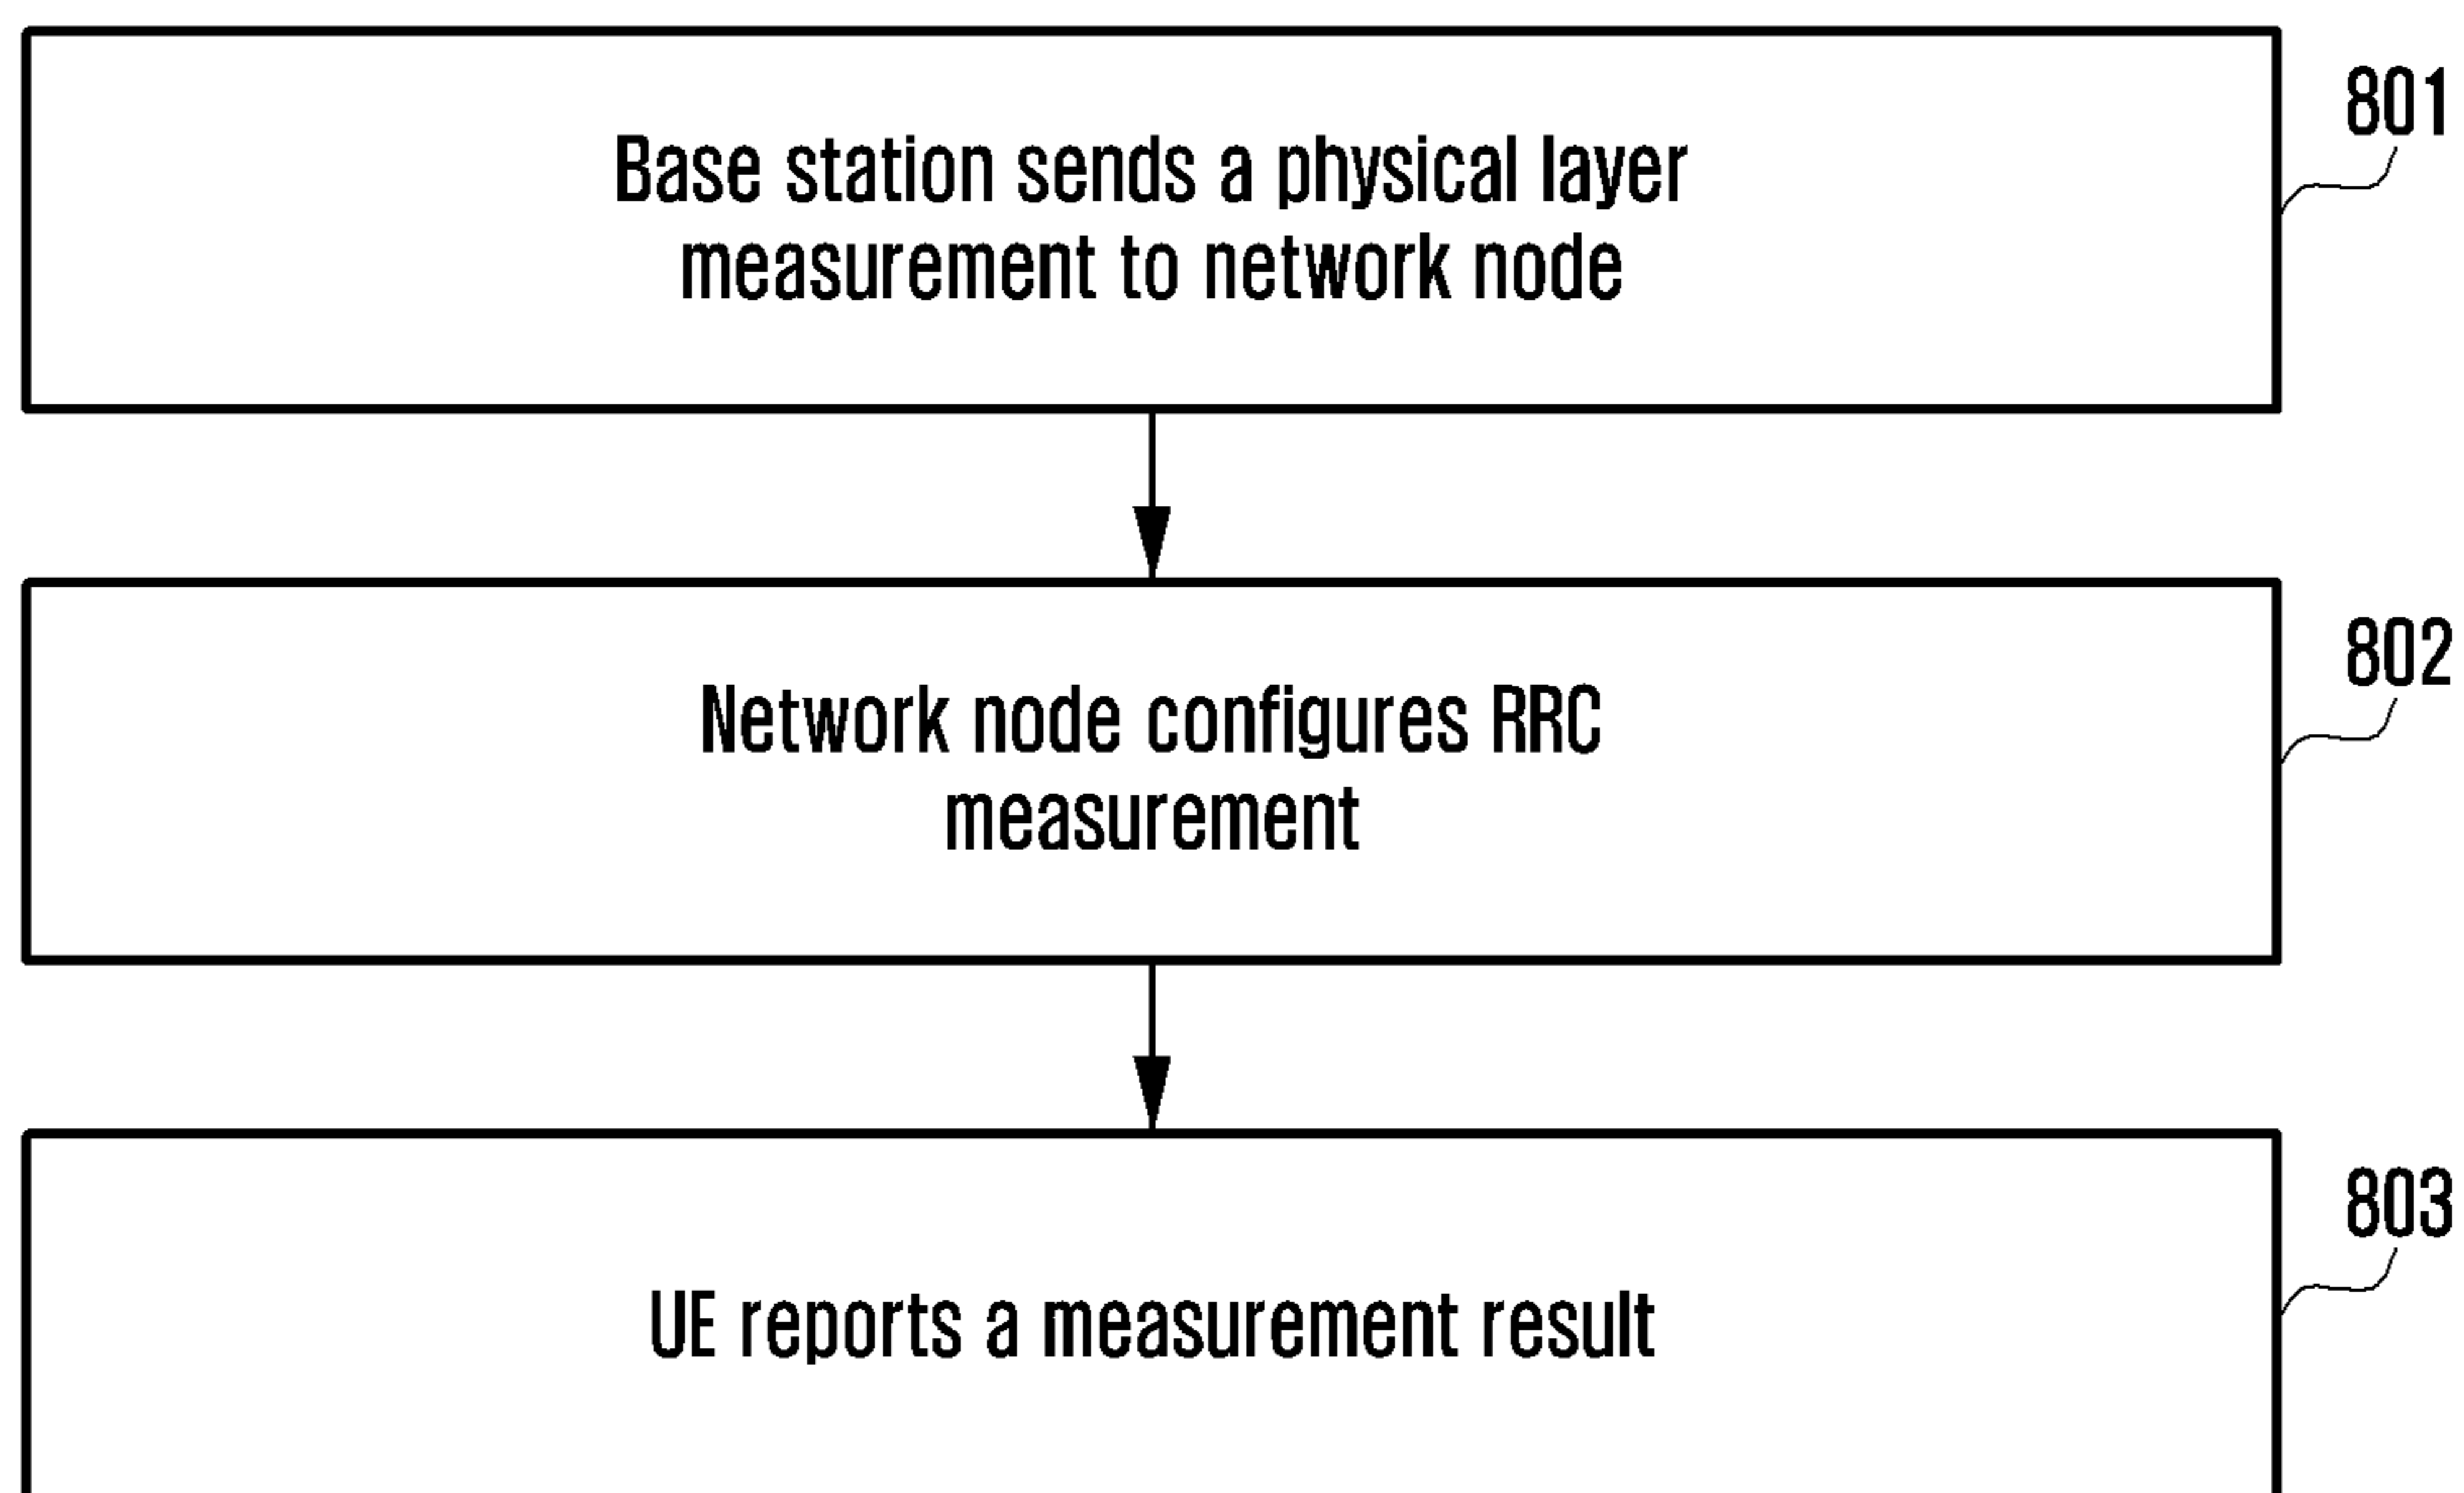 801
Base station sends a physical layer
measurement to network node
802
Network node configures RRC
measurement
803
UE reports a measurement result